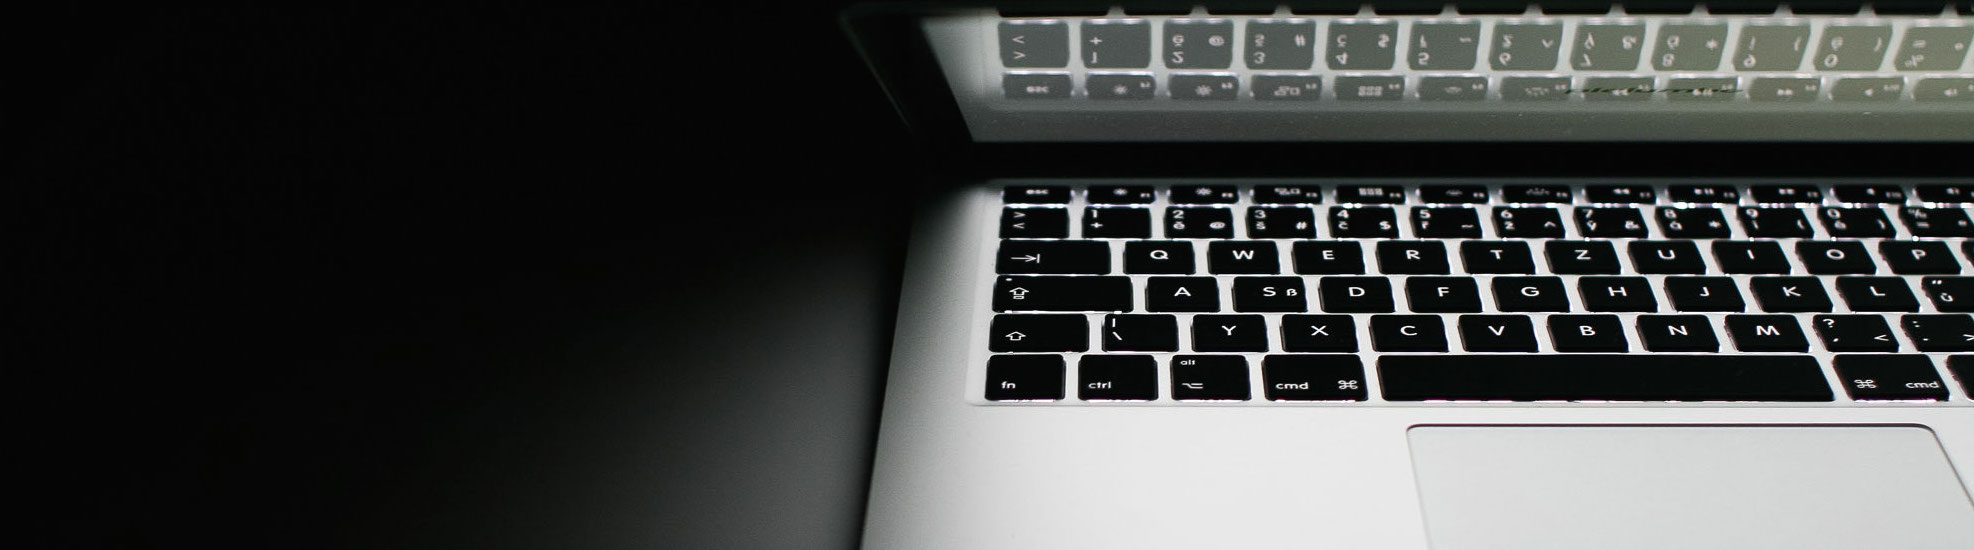 esc
> 1 2 3 4 5 6 7 8 9 0 %
< + ě @ š # č $ ř ~ ž ^ ý & á * í ( é ) =
Q W E R T Z U I O P
A S ß D F G H J K L ů "
| \ Y X C V B N M ? , < : . >
alt
fn ctrl cmd ⌘ ⌘ cmd